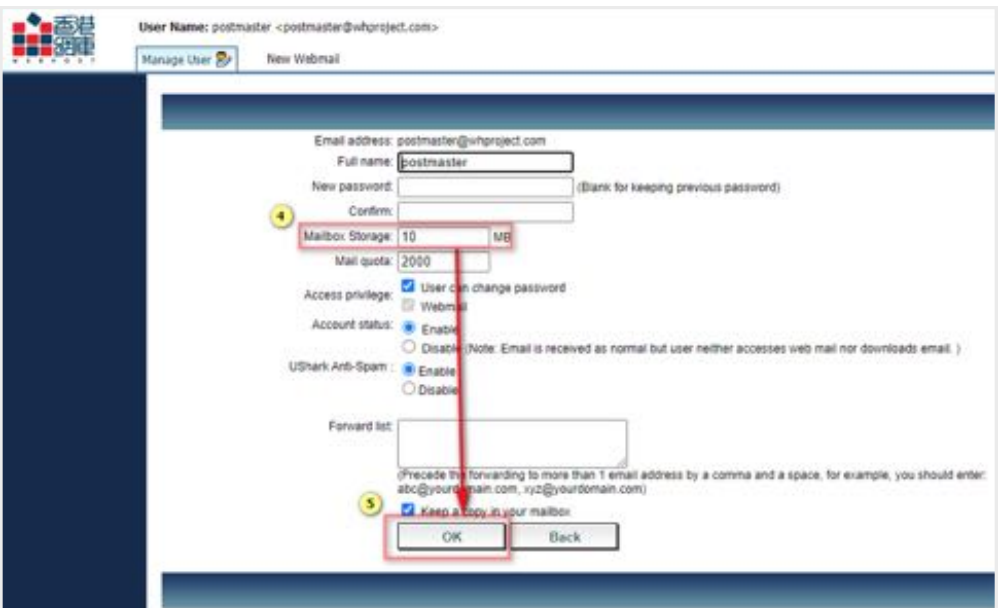 香港
網庫
WEBHOST
User Name: postmaster <postmaster@whproject.com>
Manage User
New Webmail
Email address: postmaster@whproject.com
Full name: postmaster
New password: (Blank for keeping previous password)
Confirm:
4
Mailbox Storage: 10 MB
Mail quota: 2000
Access privilege: User can change password
Webmail
Account status: Enable
Disable (Note: Email is received as normal but user neither accesses web mail nor downloads email. )
UShark Anti-Spam : Enable
Disable
Forward list:
(Precede the forwarding to more than 1 email address by a comma and a space, for example, you should enter:
abc@yourdomain.com, xyz@yourdomain.com)
5
Keep a copy in your mailbox
OK Back